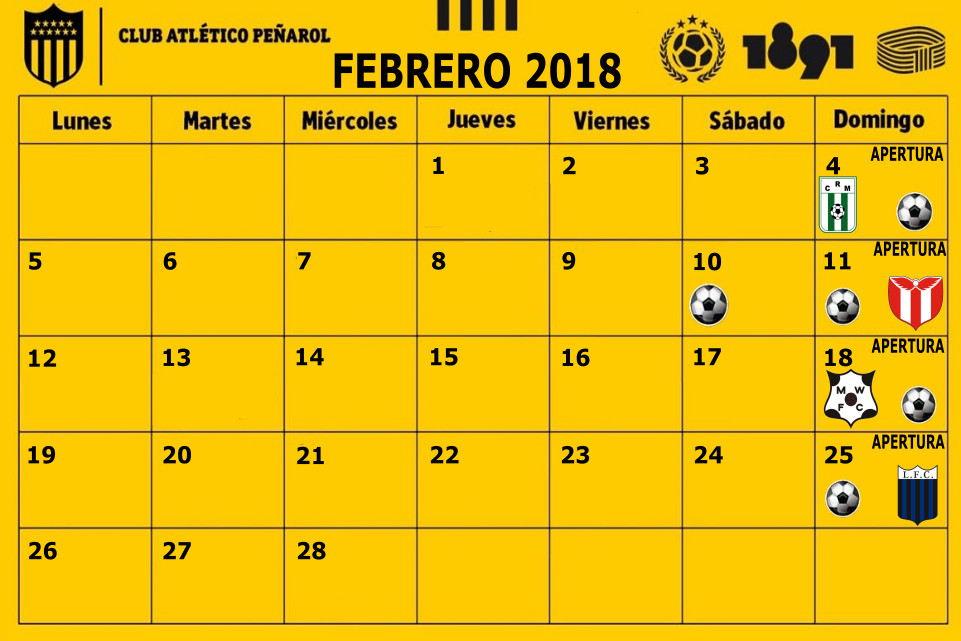 CLUB ATLÉTICO PEÑAROL
1891
FEBRERO 2018
Lunes Martes Miércoles Jueves Viernes Sábado Domingo
1 2 3 4 APERTURA
C R M
5 6 7 8 9 10 11 APERTURA
12 13 14 15 16 17 18 APERTURA
M W
F C
19 20 21 22 23 24 25 APERTURA
L.F.C.
26 27 28